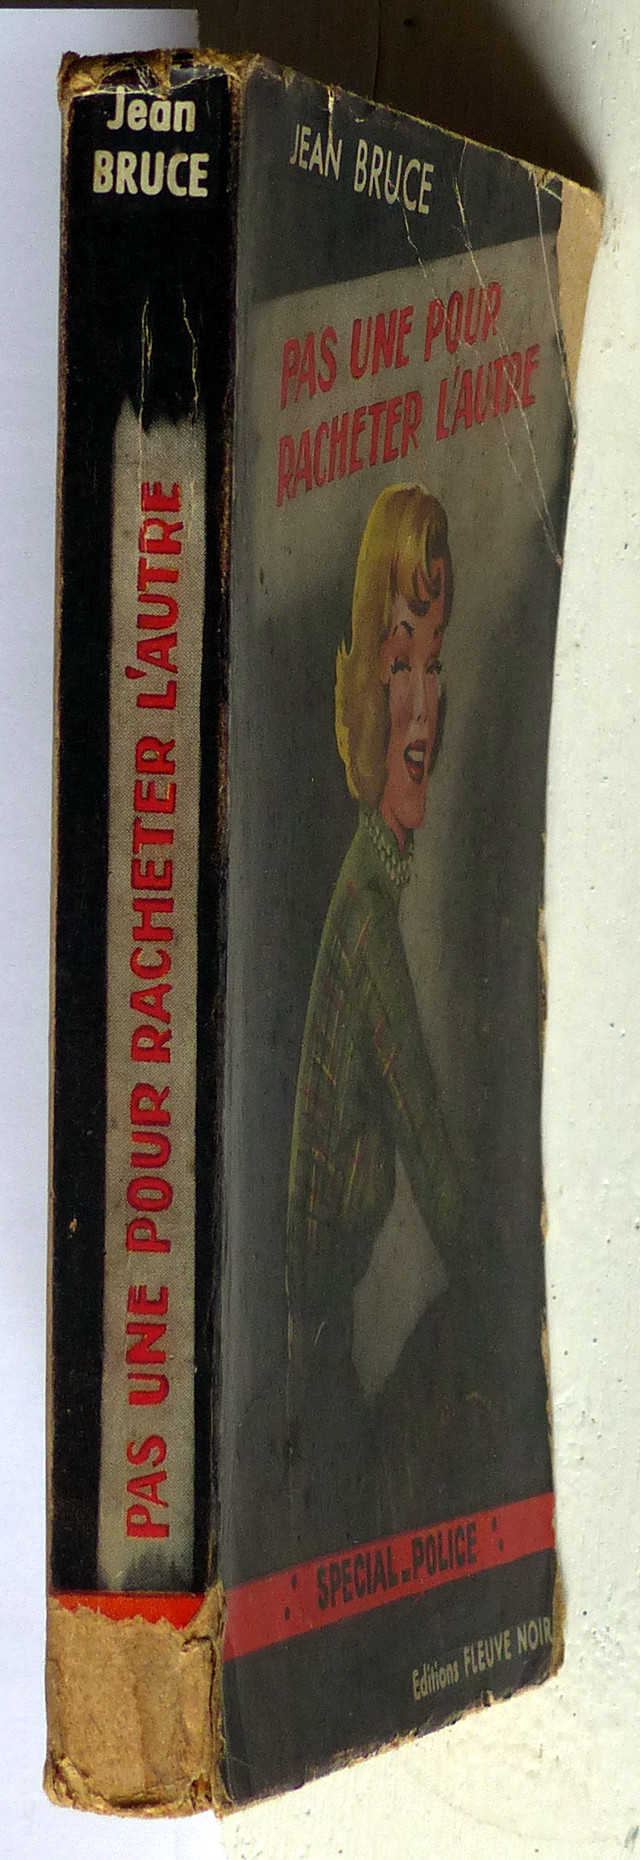 Jean
BRUCE
PAS UNE POUR RACHETER L'AUTRE
JEAN BRUCE
PAS UNE POUR
RACHETER L'AUTRE
SPECIAL-POLICE
Editions FLEUVE NOIR